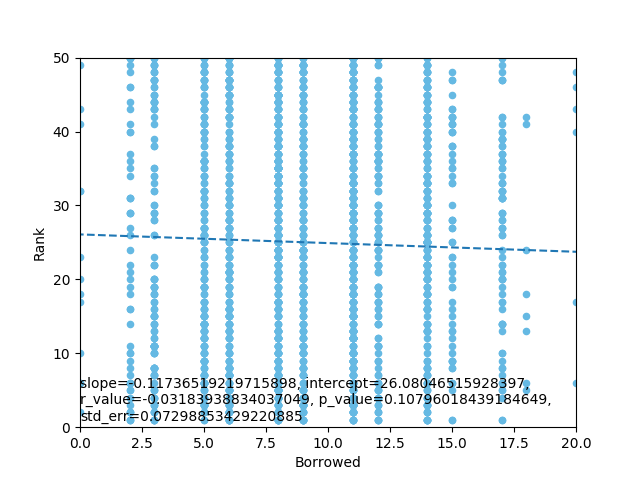 50
40
30
20
10
0
Rank
slope=-0.11736519219715898, intercept=26.08046515928397,
r_value=-0.03183938834037049, p_value=0.10796018439184649,
std_err=0.07298853429220885
0.0 2.5 5.0 7.5 10.0 12.5 15.0 17.5 20.0
Borrowed